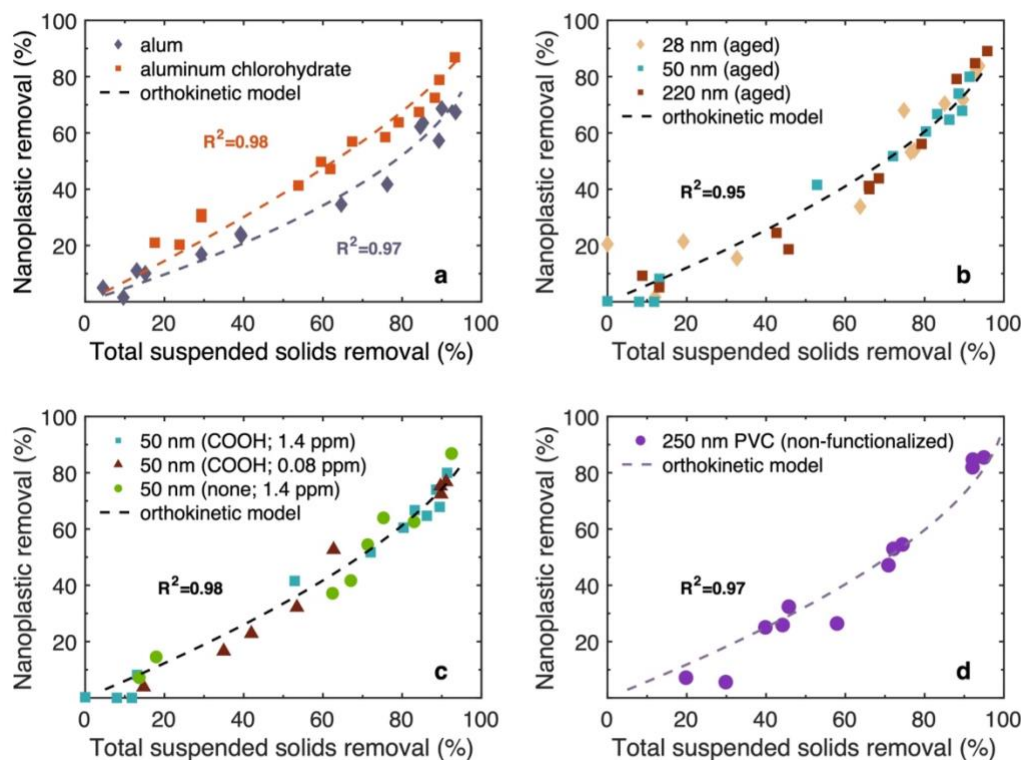 100
80
60
40
20
Nanoplastic removal (%)
alum
aluminum chlorohydrate
orthokinetic model
R²=0.98
R²=0.97
a
0 20 40 60 80 100
Total suspended solids removal (%)
100
80
60
40
20
Nanoplastic removal (%)
28 nm (aged)
50 nm (aged)
220 nm (aged)
orthokinetic model
R²=0.95
b
0 20 40 60 80 100
Total suspended solids removal (%)
100
80
60
40
20
Nanoplastic removal (%)
50 nm (COOH; 1.4 ppm)
50 nm (COOH; 0.08 ppm)
50 nm (none; 1.4 ppm)
orthokinetic model
R²=0.98
c
0 20 40 60 80 100
Total suspended solids removal (%)
100
80
60
40
20
Nanoplastic removal (%)
250 nm PVC (non-functionalized)
orthokinetic model
R²=0.97
d
0 20 40 60 80 100
Total suspended solids removal (%)